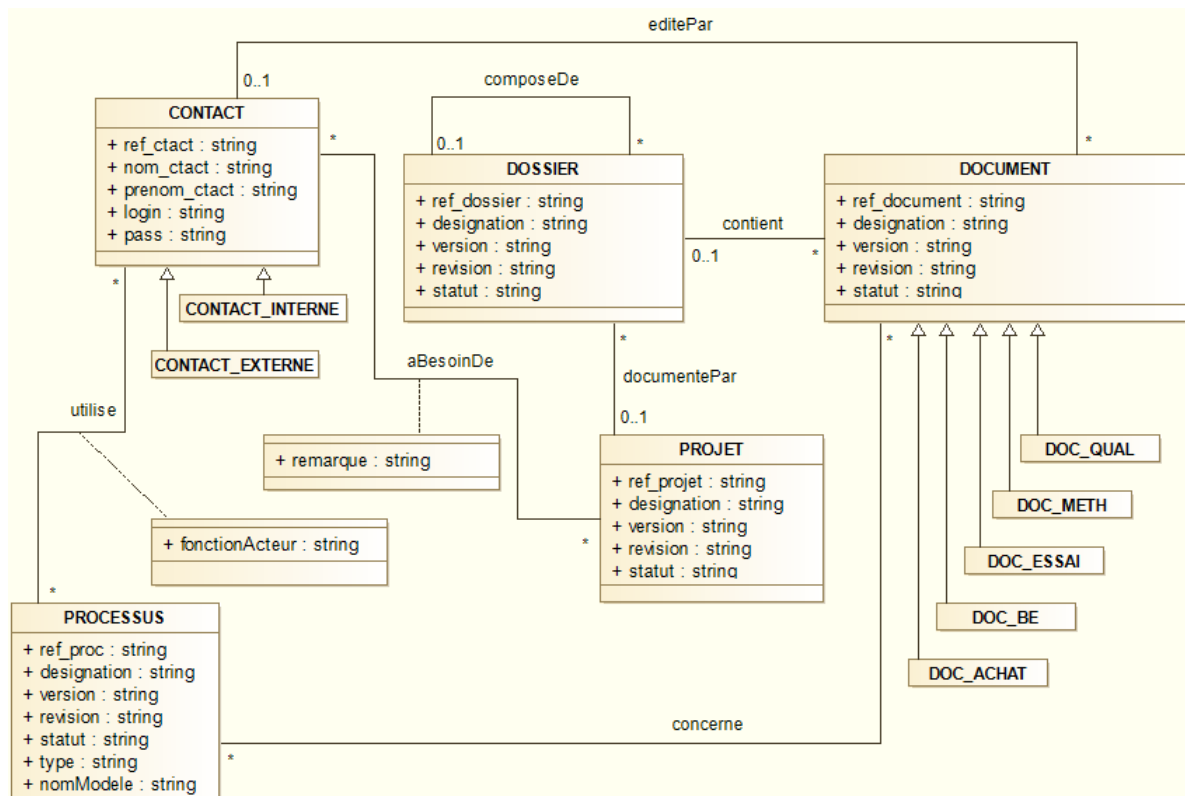 editePar
0..1
*
composeDe
0..1
*
CONTACT
+ ref_ctact : string
+ nom_ctact : string
+ prenom_ctact : string
+ login : string
+ pass : string
*
*
DOSSIER
+ ref_dossier : string
+ designation : string
+ version : string
+ revision : string
+ statut : string
contient
0..1
*
*
DOCUMENT
+ ref_document : string
+ designation : string
+ version : string
+ revision : string
+ statut : string
*
CONTACT_INTERNE
CONTACT_EXTERNE
aBesoinDe
documentePar
0..1
utilise
+ remarque : string
+ fonctionActeur : string
*
PROJET
+ ref_projet : string
+ designation : string
+ version : string
+ revision : string
+ statut : string
*
DOC_QUAL
DOC_METH
DOC_ESSAI
DOC_BE
DOC_ACHAT
PROCESSUS
+ ref_proc : string
+ designation : string
+ version : string
+ revision : string
+ statut : string
+ type : string
+ nomModele : string
concerne
*